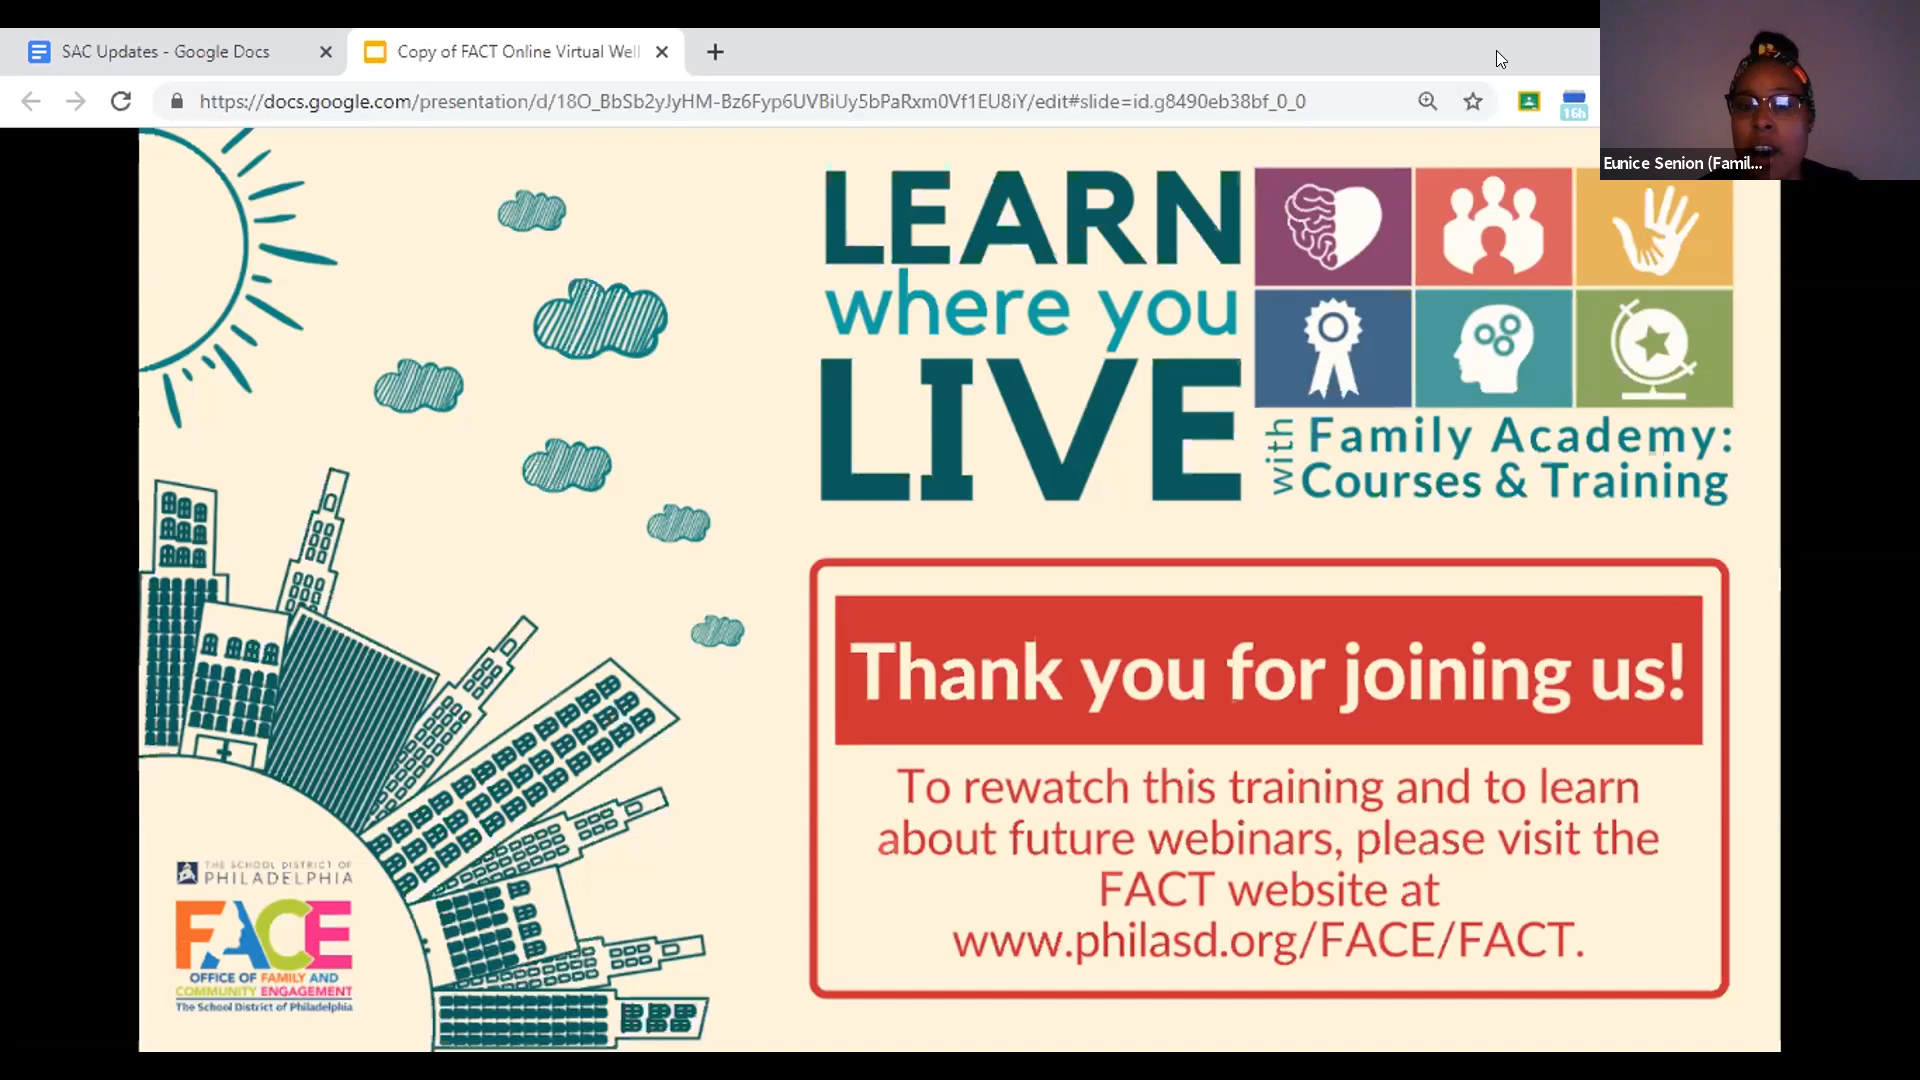 SAC Updates - Google Docs
Copy of FACT Online Virtual Well
https://docs.google.com/presentation/d/18O_BbSb2yJyHM-Bz6Fyp6UVBiUy5bPaRxm0Vf1EU8iY/edit#slide=id.g8490eb38bf_0_0
16h
Eunice Senion (Famil...
LEARN
where you
LIVE
with Family Academy:
Courses & Training
Thank you for joining us!
To rewatch this training and to learn
about future webinars, please visit the
FACT website at
www.philasd.org/FACE/FACT.
THE SCHOOL DISTRICT OF
PHILADELPHIA
FACE
OFFICE OF FAMILY AND
COMMUNITY ENGAGEMENT
The School District of Philadelphia